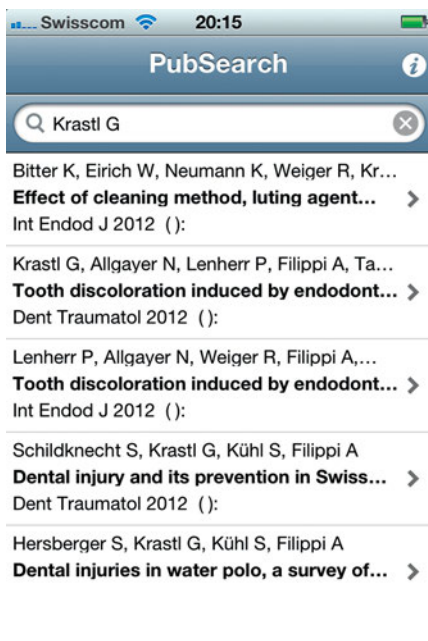 Swisscom 20:15
PubSearch
Krastl G
Bitter K, Eirich W, Neumann K, Weiger R, Kr...
Effect of cleaning method, luting agent...
Int Endod J 2012 ():
Krastl G, Allgayer N, Lenherr P, Filippi A, Ta...
Tooth discoloration induced by endodont...
Dent Traumatol 2012 ():
Lenherr P, Allgayer N, Weiger R, Filippi A,...
Tooth discoloration induced by endodont...
Int Endod J 2012 ():
Schildknecht S, Krastl G, Kühl S, Filippi A
Dental injury and its prevention in Swiss...
Dent Traumatol 2012 ():
Hersberger S, Krastl G, Kühl S, Filippi A
Dental injuries in water polo, a survey of...